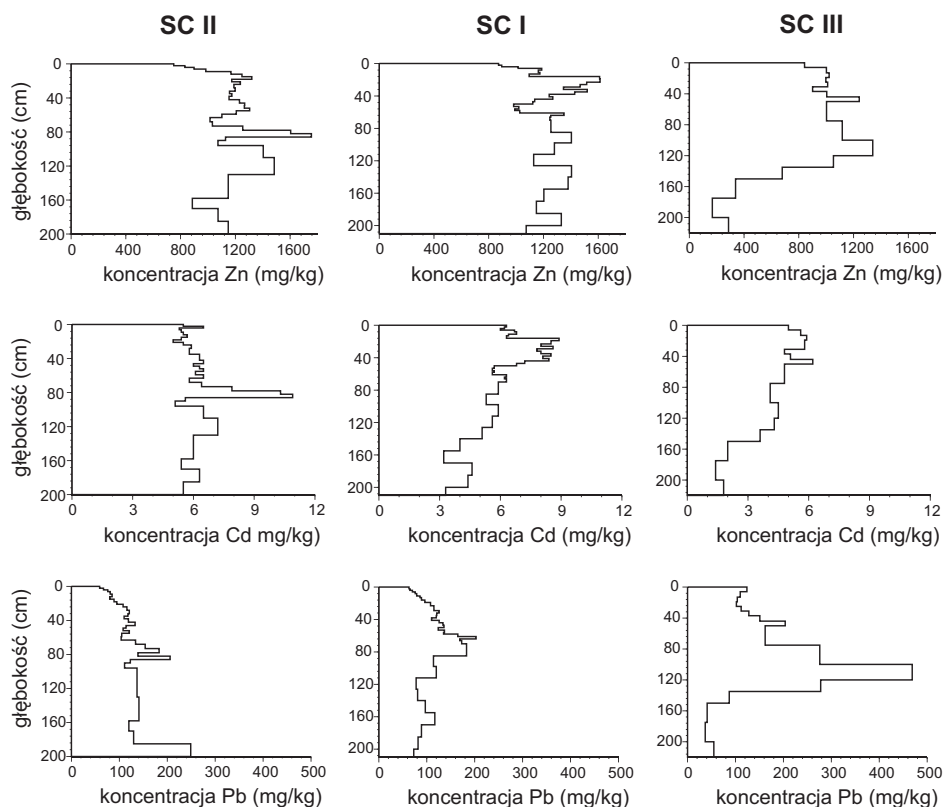 SC II
SC I
SC III
głębokość (cm)
0
40
80
120
160
200
0 400 800 1200 1600
koncentracja Zn (mg/kg)
0
40
80
120
160
200
0 400 800 1200 1600
koncentracja Zn (mg/kg)
0
40
80
120
160
200
0 400 800 1200 1600
koncentracja Zn (mg/kg)
głębokość (cm)
0
40
80
120
160
200
3 6 9 12
koncentracja Cd mg/kg)
0
40
80
120
160
200
3 6 9 12
koncentracja Cd (mg/kg)
0
40
80
120
160
200
3 6 9 12
koncentracja Cd (mg/kg)
głębokość (cm)
0
40
80
120
160
200
0 100 200 300 400 500
koncentracja Pb (mg/kg)
0
40
80
120
160
200
0 100 200 300 400 500
koncentracja Pb (mg/kg)
0
40
80
120
160
200
0 100 200 300 400 500
koncentracja Pb (mg/kg)